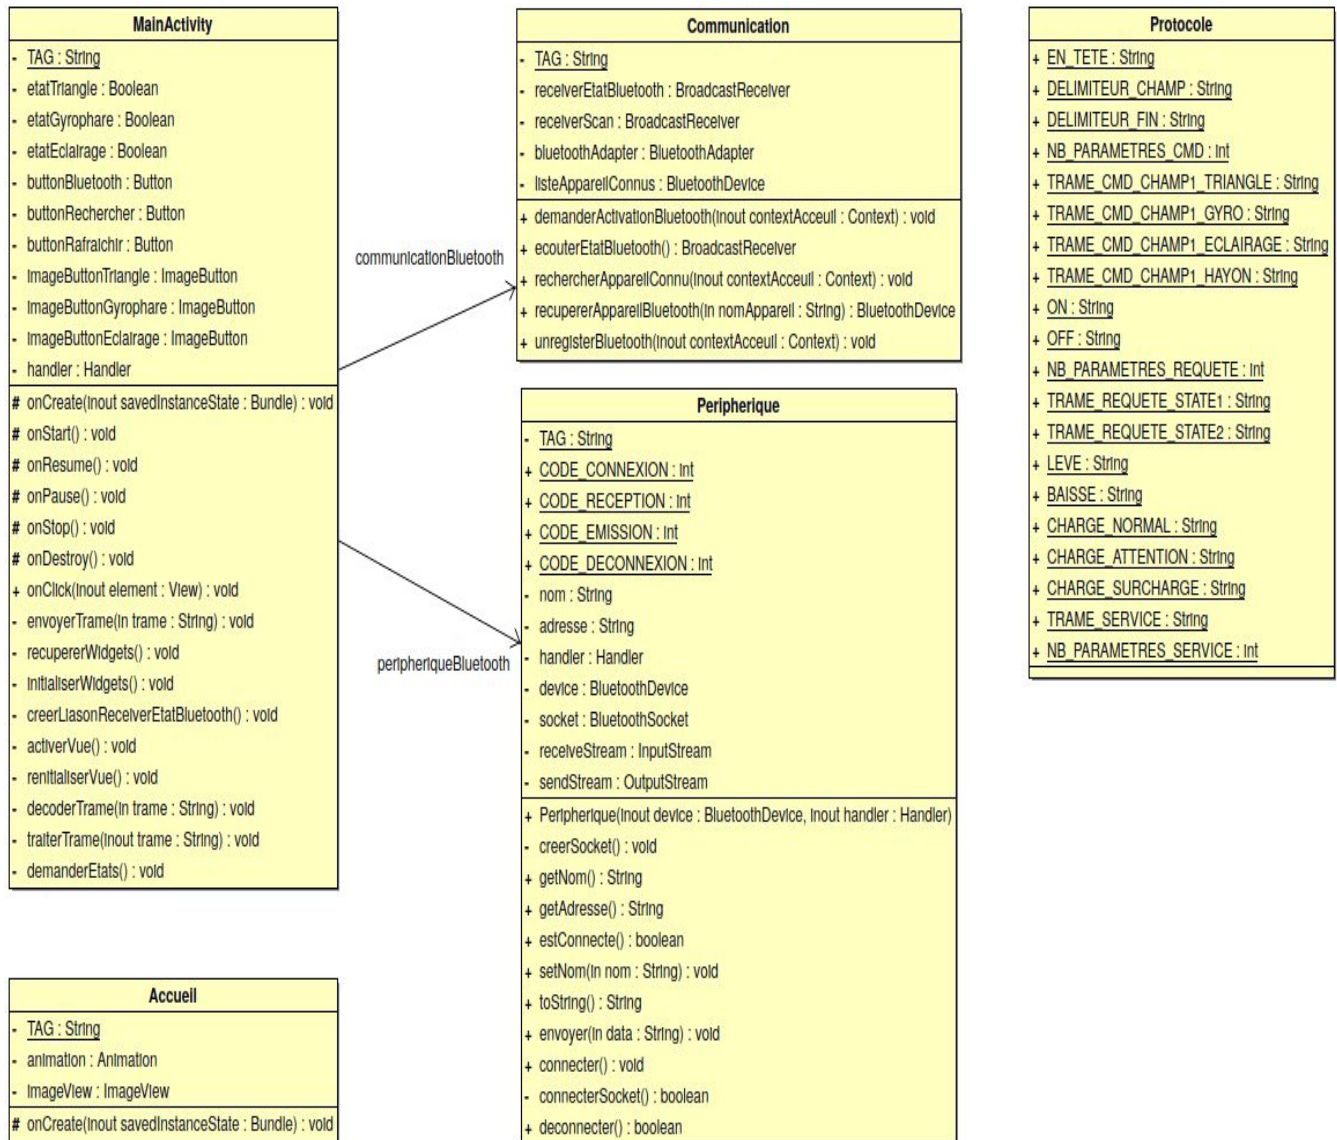 MainActivity
- TAG : String
- etatTriangle : Boolean
- etatGyrophare : Boolean
- etatEclairage : Boolean
- buttonBluetooth : Button
- buttonRechercher : Button
- buttonRafraichir : Button
- imageButtonTriangle : ImageButton
- imageButtonGyrophare : ImageButton
- imageButtonEclairage : ImageButton
- handler : Handler
# onCreate(inout savedInstanceState : Bundle) : void
# onStart() : void
# onResume() : void
# onPause() : void
# onStop() : void
# onDestroy() : void
+ onClick(inout element : View) : void
- envoyerTrame(in trame : String) : void
- recupererWidgets() : void
- initialiserWidgets() : void
- creerLiasonReceiverEtatBluetooth() : void
- activerVue() : void
- renitialiserVue() : void
- decoderTrame(in trame : String) : void
- traiterTrame(inout trame : String) : void
- demanderEtats() : void
communicationBluetooth
peripheriqueBluetooth
Communication
- TAG : String
- receiverEtatBluetooth : BroadcastReceiver
- receiverScan : BroadcastReceiver
- bluetoothAdapter : BluetoothAdapter
- listeAppareilConnus : BluetoothDevice
+ demanderActivationBluetooth(inout contextAcceuil : Context) : void
+ ecouterEtatBluetooth() : BroadcastReceiver
+ rechercherAppareilConnu(inout contextAcceuil : Context) : void
+ recupererAppareilBluetooth(in nomAppareil : String) : BluetoothDevice
+ unregisterBluetooth(inout contextAcceuil : Context) : void
Peripherique
- TAG : String
+ CODE_CONNEXION : int
+ CODE_RECEPTION : int
+ CODE_EMISSION : int
+ CODE_DECONNEXION : int
- nom : String
- adresse : String
- handler : Handler
- device : BluetoothDevice
- socket : BluetoothSocket
- receiveStream : InputStream
- sendStream : OutputStream
+ Peripherique(inout device : BluetoothDevice, inout handler : Handler)
- creerSocket() : void
+ getNom() : String
+ getAdresse() : String
+ estConnecte() : boolean
+ setNom(in nom : String) : void
+ toString() : String
+ envoyer(in data : String) : void
+ connecter() : void
- connecterSocket() : boolean
+ deconnecter() : boolean
Protocole
+ EN_TETE : String
+ DELIMITEUR_CHAMP : String
+ DELIMITEUR_FIN : String
+ NB_PARAMETRES_CMD : int
+ TRAME_CMD_CHAMP1_TRIANGLE : String
+ TRAME_CMD_CHAMP1_GYRO : String
+ TRAME_CMD_CHAMP1_ECLAIRAGE : String
+ TRAME_CMD_CHAMP1_HAYON : String
+ ON : String
+ OFF : String
+ NB_PARAMETRES_REQUETE : int
+ TRAME_REQUETE_STATE1 : String
+ TRAME_REQUETE_STATE2 : String
+ LEVE : String
+ BAISSE : String
+ CHARGE_NORMAL : String
+ CHARGE_ATTENTION : String
+ CHARGE_SURCHARGE : String
+ TRAME_SERVICE : String
+ NB_PARAMETRES_SERVICE : int
Accueil
- TAG : String
- animation : Animation
- imageView : ImageView
# onCreate(inout savedInstanceState : Bundle) : void